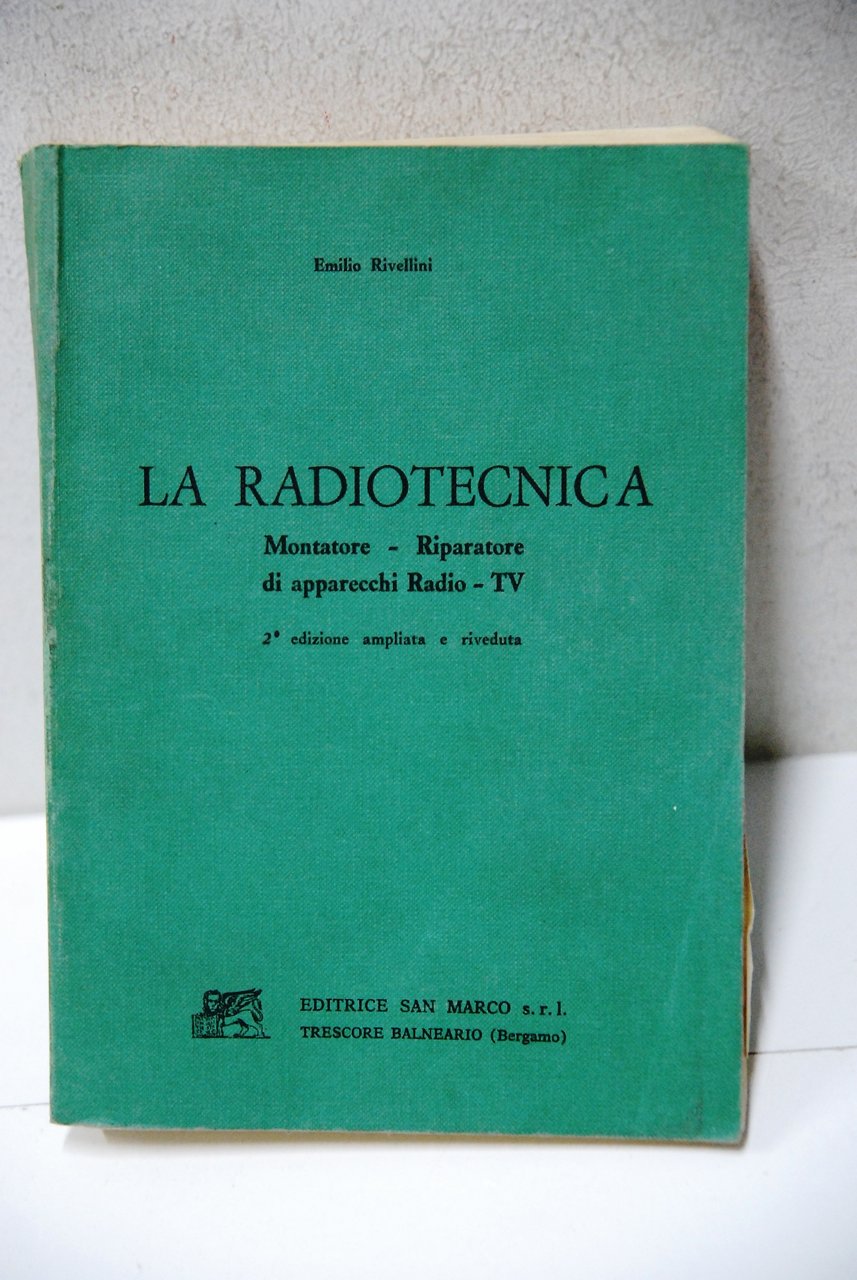 Emilio Rivellini
LA RADIOTECNICA
Montatore - Riparatore
di apparecchi Radio - TV
2ª edizione ampliata e riveduta
EDITRICE SAN MARCO s. r. l.
TRESCORE BALNEARIO (Bergamo)